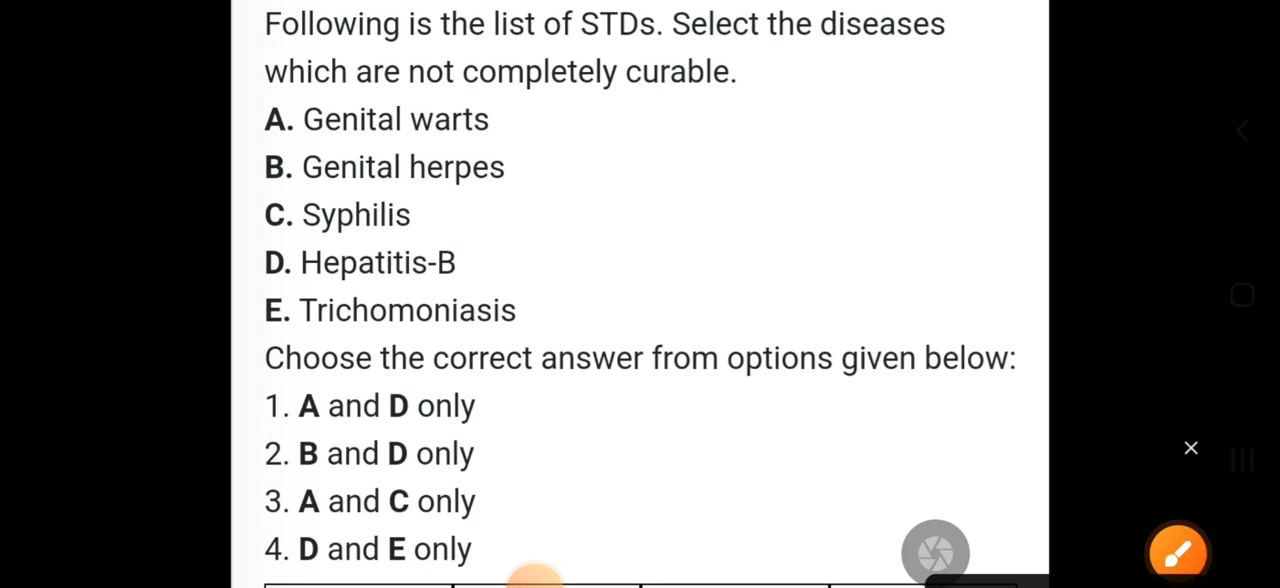 Following is the list of STDs. Select the diseases
which are not completely curable.
A. Genital warts
B. Genital herpes
C. Syphilis
D. Hepatitis-B
E. Trichomoniasis
Choose the correct answer from options given below:
1. A and D only
2. B and D only
3. A and C only
4. D and E only